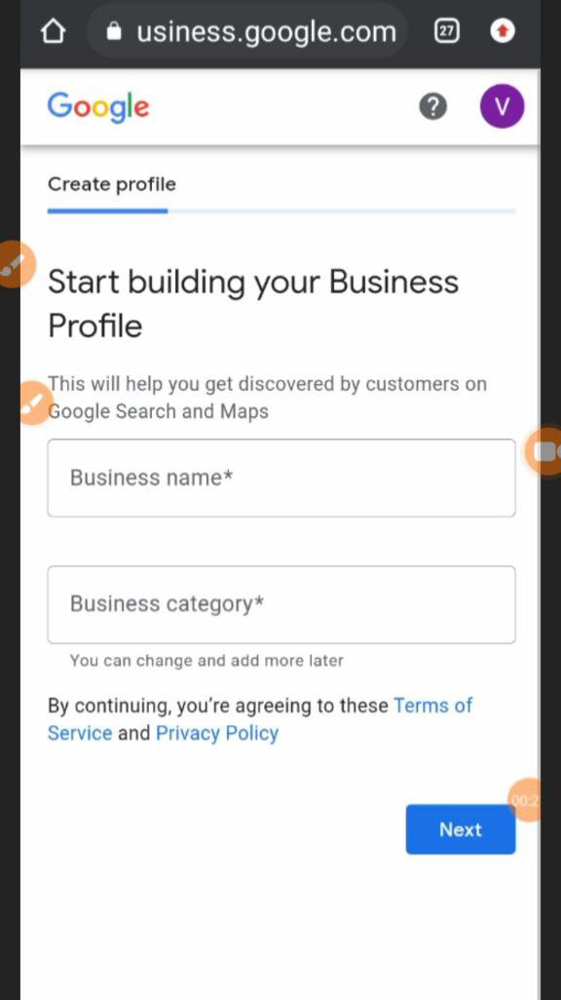 usiness.google.com
27
Google
?
V
Create profile
Start building your Business
Profile
This will help you get discovered by customers on
Google Search and Maps
Business name*
Business category*
You can change and add more later
By continuing, you're agreeing to these Terms of
Service and Privacy Policy
Next